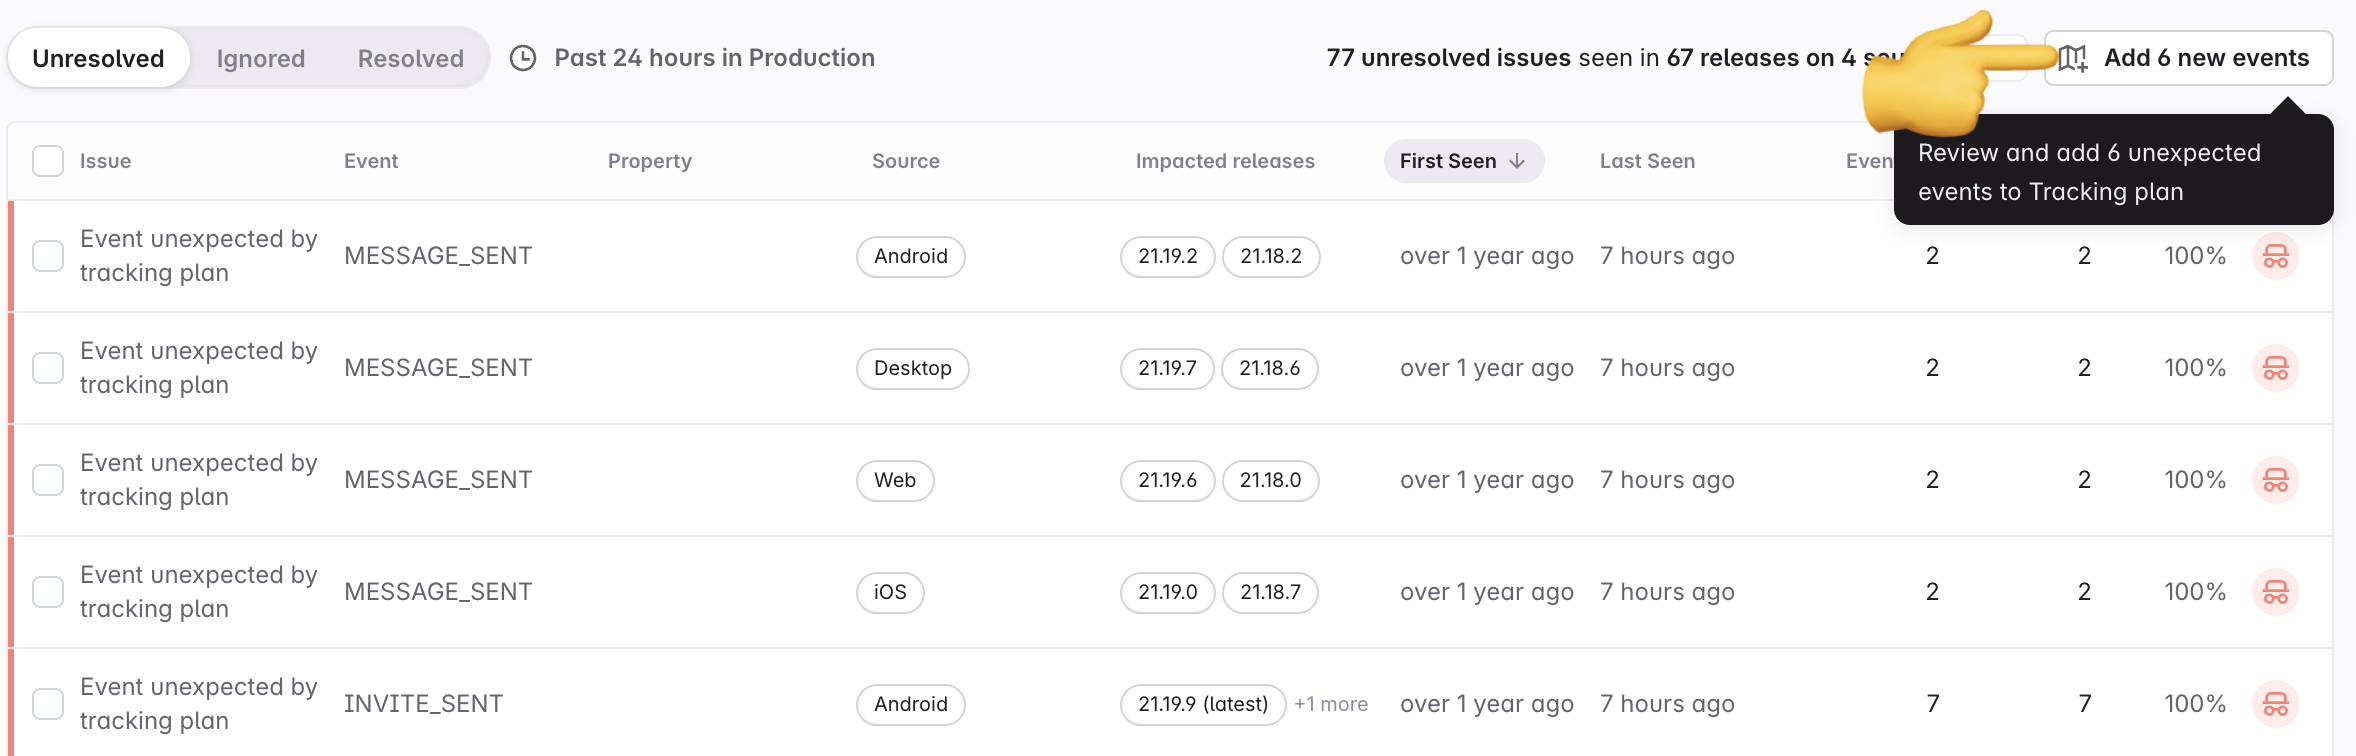 Unresolved Ignored Resolved Past 24 hours in Production 77 unresolved issues seen in 67 releases on 4 Add 6 new events
Review and add 6 unexpected
events to Tracking plan
Issue Event Property Source Impacted releases First Seen Last Seen
Event unexpected by
tracking plan
MESSAGE_SENT Android 21.19.2 21.18.2 over 1 year ago 7 hours ago 2 2 100%
Event unexpected by
tracking plan
MESSAGE_SENT Desktop 21.19.7 21.18.6 over 1 year ago 7 hours ago 2 2 100%
Event unexpected by
tracking plan
MESSAGE_SENT Web 21.19.6 21.18.0 over 1 year ago 7 hours ago 2 2 100%
Event unexpected by
tracking plan
MESSAGE_SENT iOS 21.19.0 21.18.7 over 1 year ago 7 hours ago 2 2 100%
Event unexpected by
tracking plan
INVITE_SENT Android 21.19.9 (latest) +1 more over 1 year ago 7 hours ago 7 7 100%